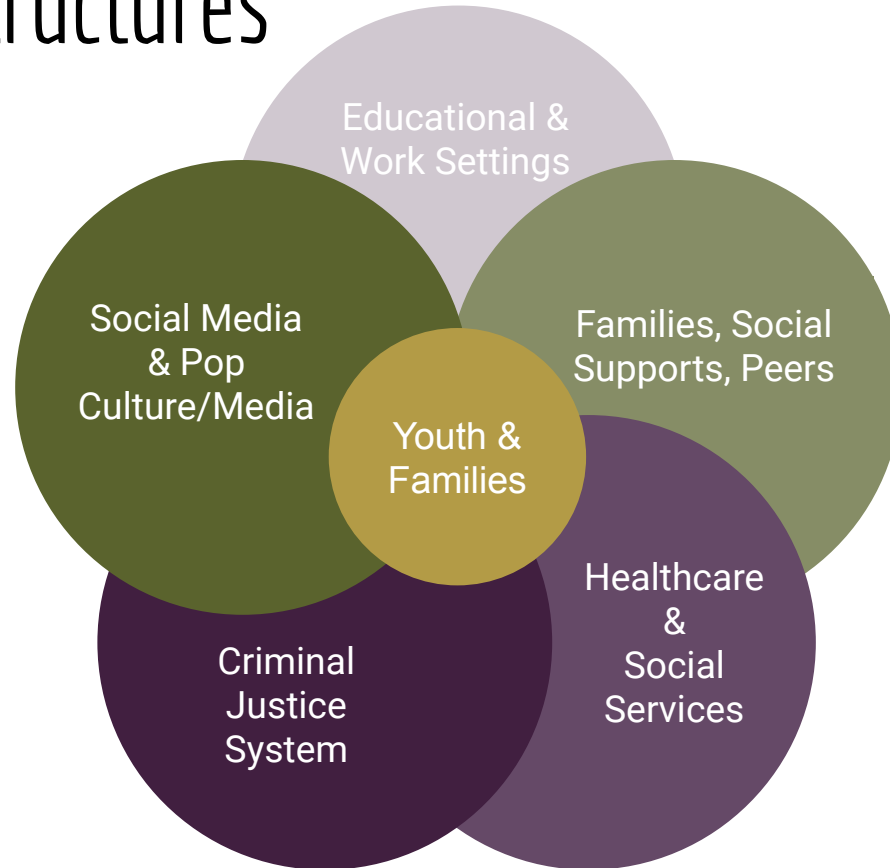 ructures
Educational &
Work Settings
Social Media
& Pop
Culture/Media
Families, Social
Supports, Peers
Youth &
Families
Healthcare
&
Social
Services
Criminal
Justice
System